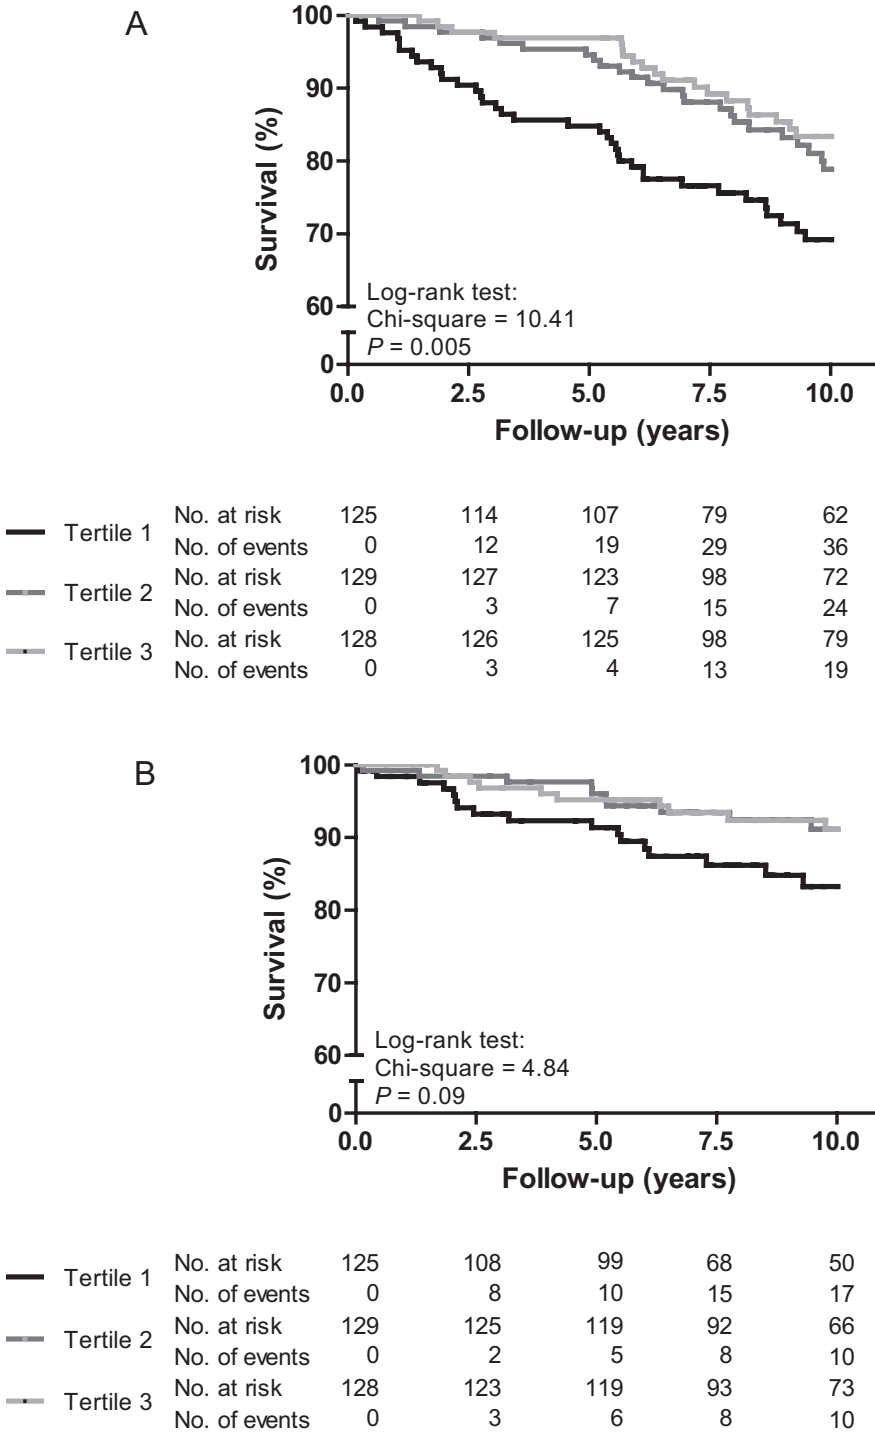 A
100
90
80
70
60
0
Survival (%)
Log-rank test:
Chi-square = 10.41
P = 0.005
0.0 2.5 5.0 7.5 10.0
Follow-up (years)
Tertile 1
No. at risk 125 114 107 79 62
No. of events 0 12 19 29 36
Tertile 2
No. at risk 129 127 123 98 72
No. of events 0 3 7 15 24
Tertile 3
No. at risk 128 126 125 98 79
No. of events 0 3 4 13 19
B
100
90
80
70
60
0
Survival (%)
Log-rank test:
Chi-square = 4.84
P = 0.09
0.0 2.5 5.0 7.5 10.0
Follow-up (years)
Tertile 1
No. at risk 125 108 99 68 50
No. of events 0 8 10 15 17
Tertile 2
No. at risk 129 125 119 92 66
No. of events 0 2 5 8 10
Tertile 3
No. at risk 128 123 119 93 73
No. of events 0 3 6 8 10